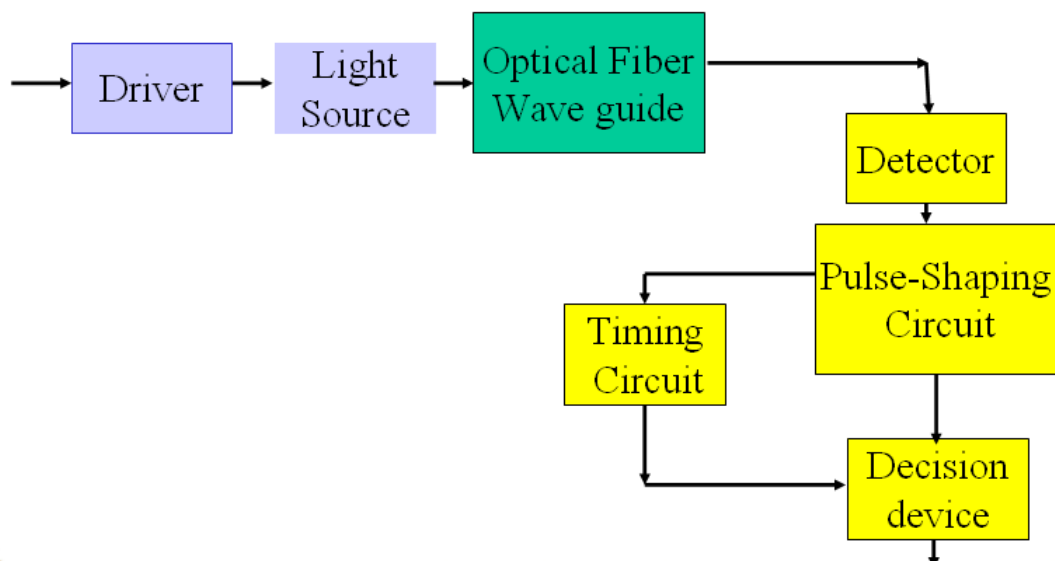 Driver
Light
Source
Optical Fiber
Wave guide
Detector
Pulse-Shaping
Circuit
Timing
Circuit
Decision
device